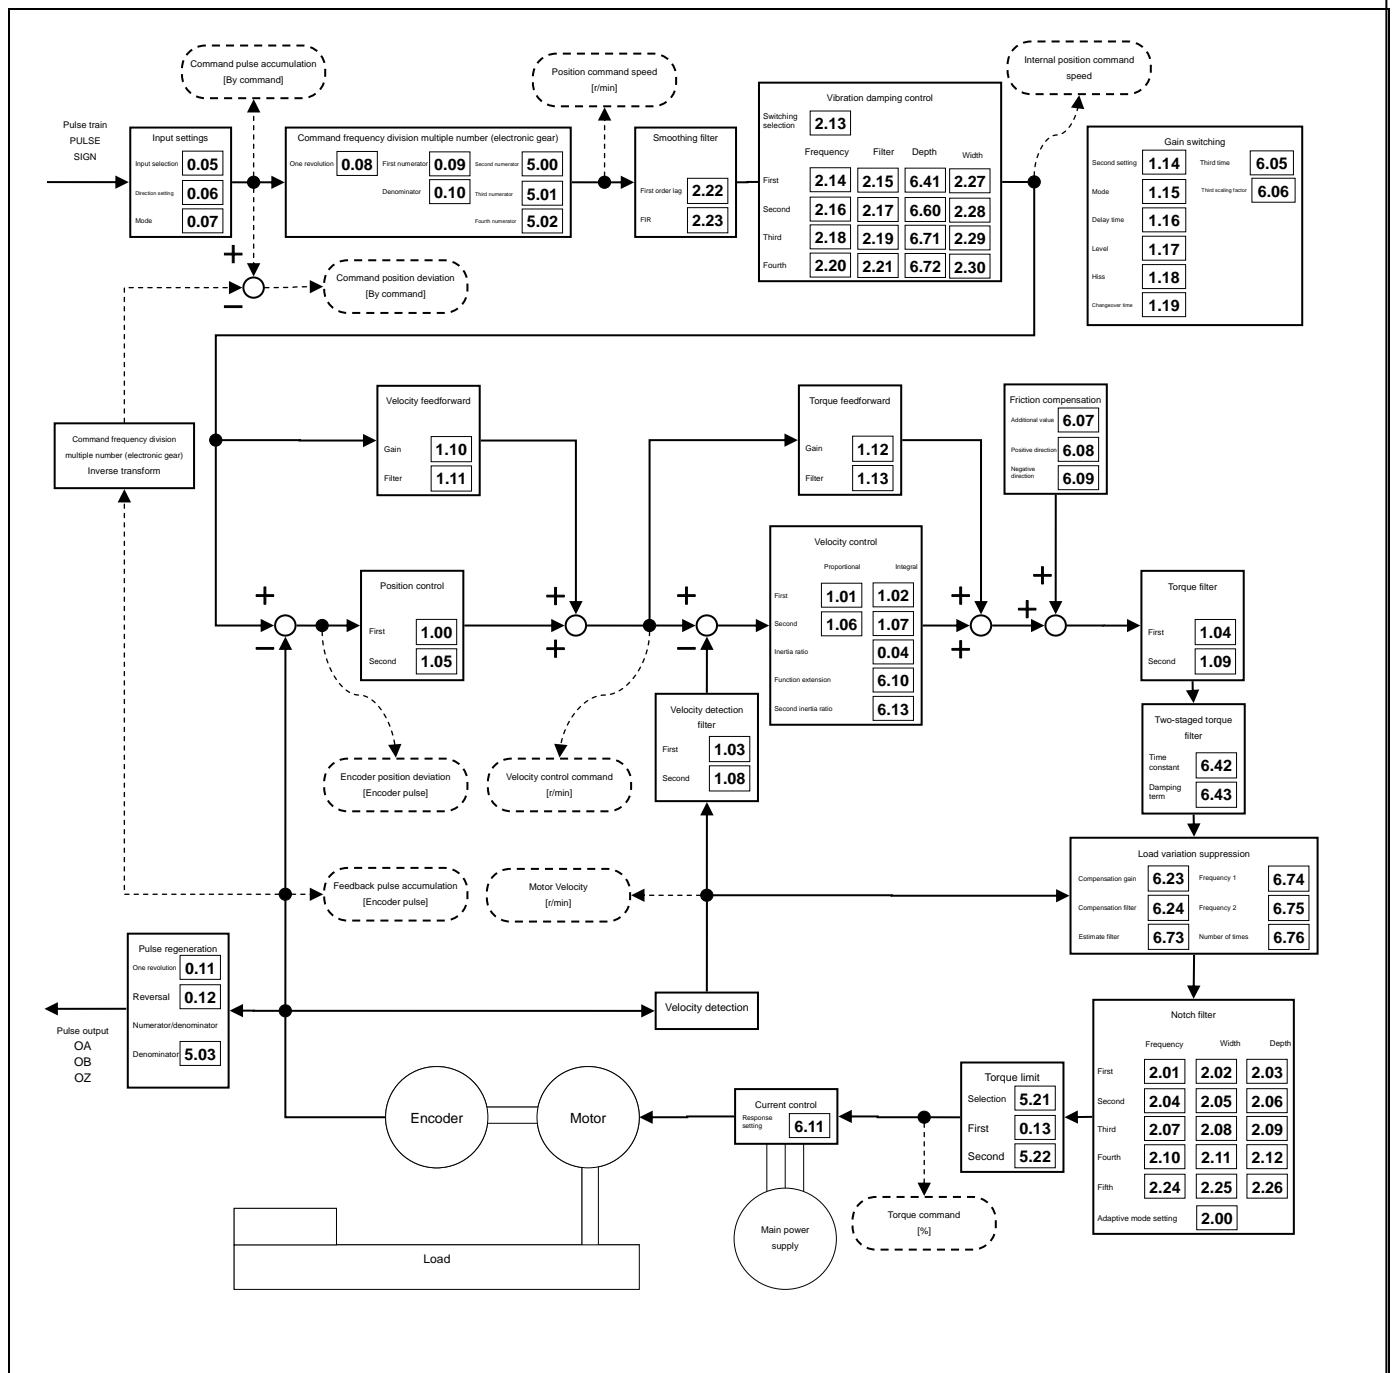 Command pulse accumulation
[By command]
Position command speed
[r/min]
Internal position command
speed
Pulse train
PULSE
SIGN
Input settings
Input selection 0.05
Direction setting 0.06
Mode 0.07
Command frequency division multiple number (electronic gear)
One revolution 0.08 First numerator 0.09 Second numerator 5.00
Denominator 0.10 Third numerator 5.01
Fourth numerator 5.02
Smoothing filter
First order lag 2.22
FIR 2.23
Vibration damping control
Switching
selection 2.13
Frequency Filter Depth Width
First 2.14 2.15 6.41 2.27
Second 2.16 2.17 6.60 2.28
Third 2.18 2.19 6.71 2.29
Fourth 2.20 2.21 6.72 2.30
Gain switching
Second setting 1.14 Third time 6.05
Mode 1.15 Third scaling factor 6.06
Delay time 1.16
Level 1.17
Hiss 1.18
Changeover time 1.19
+
−
Command position deviation
[By command]
Command frequency division
multiple number (electronic gear)
Inverse transform
Velocity feedforward
Gain 1.10
Filter 1.11
Torque feedforward
Gain 1.12
Filter 1.13
Friction compensation
Additional value 6.07
Positive direction 6.08
Negative
direction 6.09
+
−
Position control
First 1.00
Second 1.05
+
+
+
−
Velocity control
Proportional Integral
First 1.01 1.02
Second 1.06 1.07
Inertia ratio 0.04
Function extension 6.10
Second inertia ratio 6.13
+
+
+
+
Torque filter
First 1.04
Second 1.09
Velocity detection
filter
First 1.03
Second 1.08
Two-staged torque
filter
Time
constant 6.42
Damping
term 6.43
Encoder position deviation
[Encoder pulse]
Velocity control command
[r/min]
Load variation suppression
Compensation gain 6.23 Frequency 1 6.74
Compensation filter 6.24 Frequency 2 6.75
Estimate filter 6.73 Number of times 6.76
Feedback pulse accumulation
[Encoder pulse]
Motor Velocity
[r/min]
Pulse regeneration
One revolution 0.11
Reversal 0.12
Numerator/denominator
Denominator 5.03
Pulse output
OA
OB
OZ
Velocity detection
Notch filter
Frequency Width Depth
First 2.01 2.02 2.03
Second 2.04 2.05 2.06
Third 2.07 2.08 2.09
Fourth 2.10 2.11 2.12
Fifth 2.24 2.25 2.26
Adaptive mode setting 2.00
Torque limit
Selection 5.21
First 0.13
Second 5.22
Current control
Response
setting 6.11
Encoder
Motor
Torque command
[%]
Main power
supply
Load